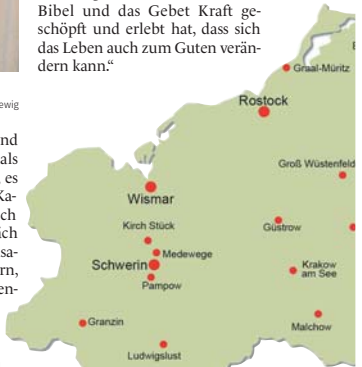 Bibel und das Gebet Kraft ge-
schöpft und erlebt hat, dass sich
das Leben auch zum Guten verän-
dern kann.“
ewig
nd
als
es
Ka-
ch
ich
sa-
rn,
en-
Graal-Müritz
Rostock
Groß Wüstenfeld
Wismar
Kirch Stück
Güstrow
Medewege
Schwerin
Pampow
Krakow
am See
Granzin
Malchow
Ludwigslust